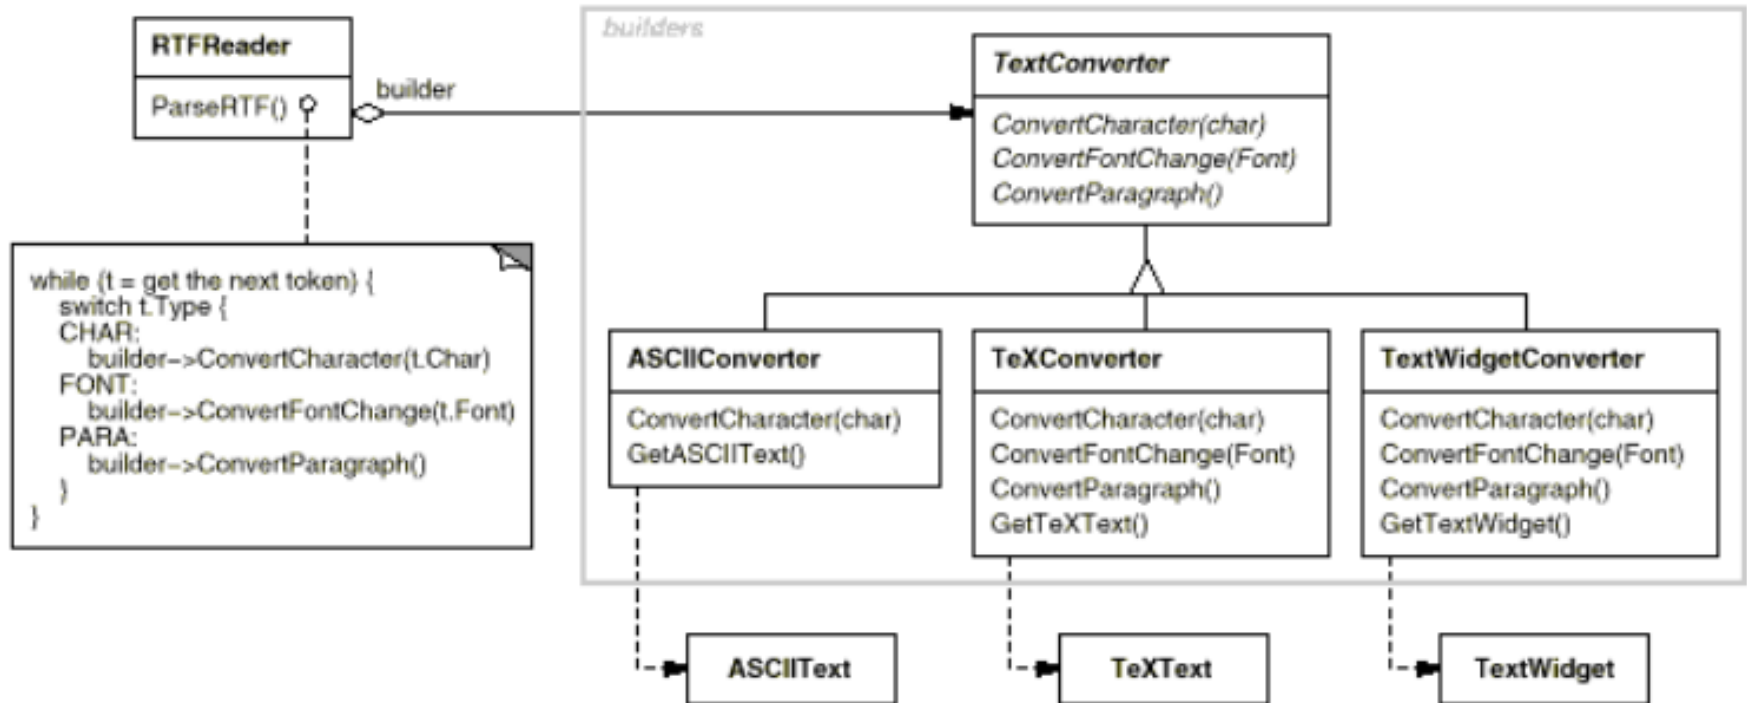 RTFReader
ParseRTF()
builder
builders
TextConverter
ConvertCharacter(char)
ConvertFontChange(Font)
ConvertParagraph()
while (t = get the next token) {
switch t.Type {
CHAR:
builder–>ConvertCharacter(t.Char)
FONT:
builder–>ConvertFontChange(t.Font)
PARA:
builder–>ConvertParagraph()
}
}
ASCIIConverter
ConvertCharacter(char)
GetASCIIText()
TeXConverter
ConvertCharacter(char)
ConvertFontChange(Font)
ConvertParagraph()
GetTeXText()
TextWidgetConverter
ConvertCharacter(char)
ConvertFontChange(Font)
ConvertParagraph()
GetTextWidget()
ASCIIText
TeXText
TextWidget